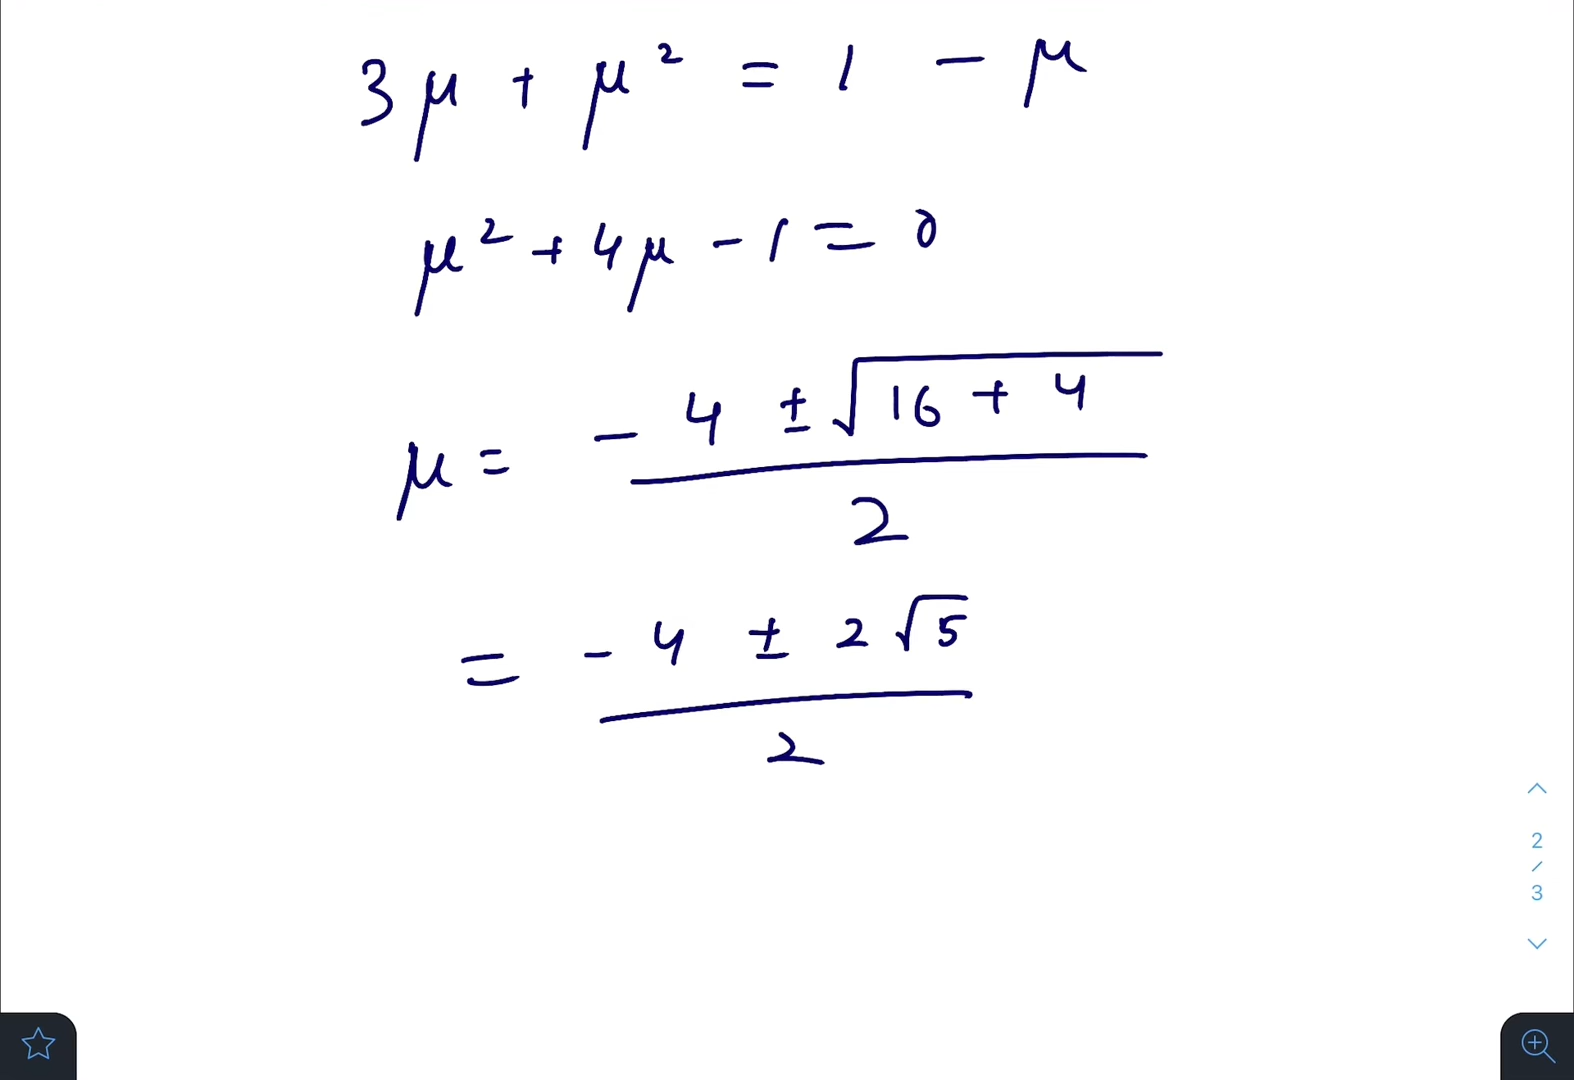 3μ + μ² = 1 - μ
μ² + 4μ - 1 = 0
μ = (-4 ± √(16 + 4)) / 2
= (-4 ± 2√5) / 2
2
/
3